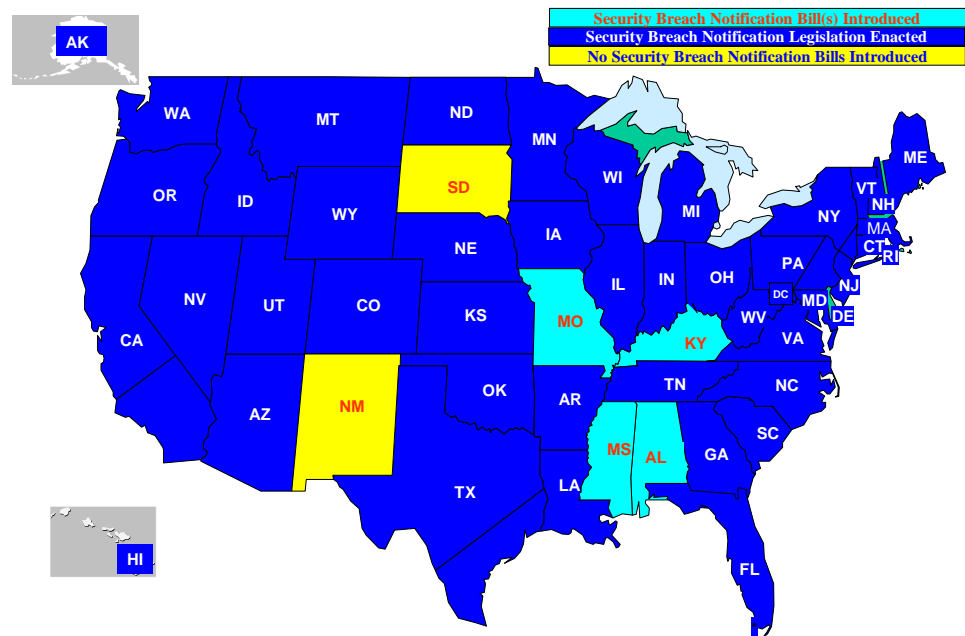 AK
Security Breach Notification Bill(s) Introduced
Security Breach Notification Legislation Enacted
No Security Breach Notification Bills Introduced
WA
MT
ND
MN
ME
OR
ID
SD
WI
VT
NH
WY
MI
NY
MA
IA
CT
RI
NE
PA
NV
UT
CO
IL
IN
OH
NJ
DC
MD
DE
KS
MO
WV
CA
KY
VA
TN
NC
OK
AR
AZ
NM
SC
MS
AL
GA
TX
LA
HI
FL